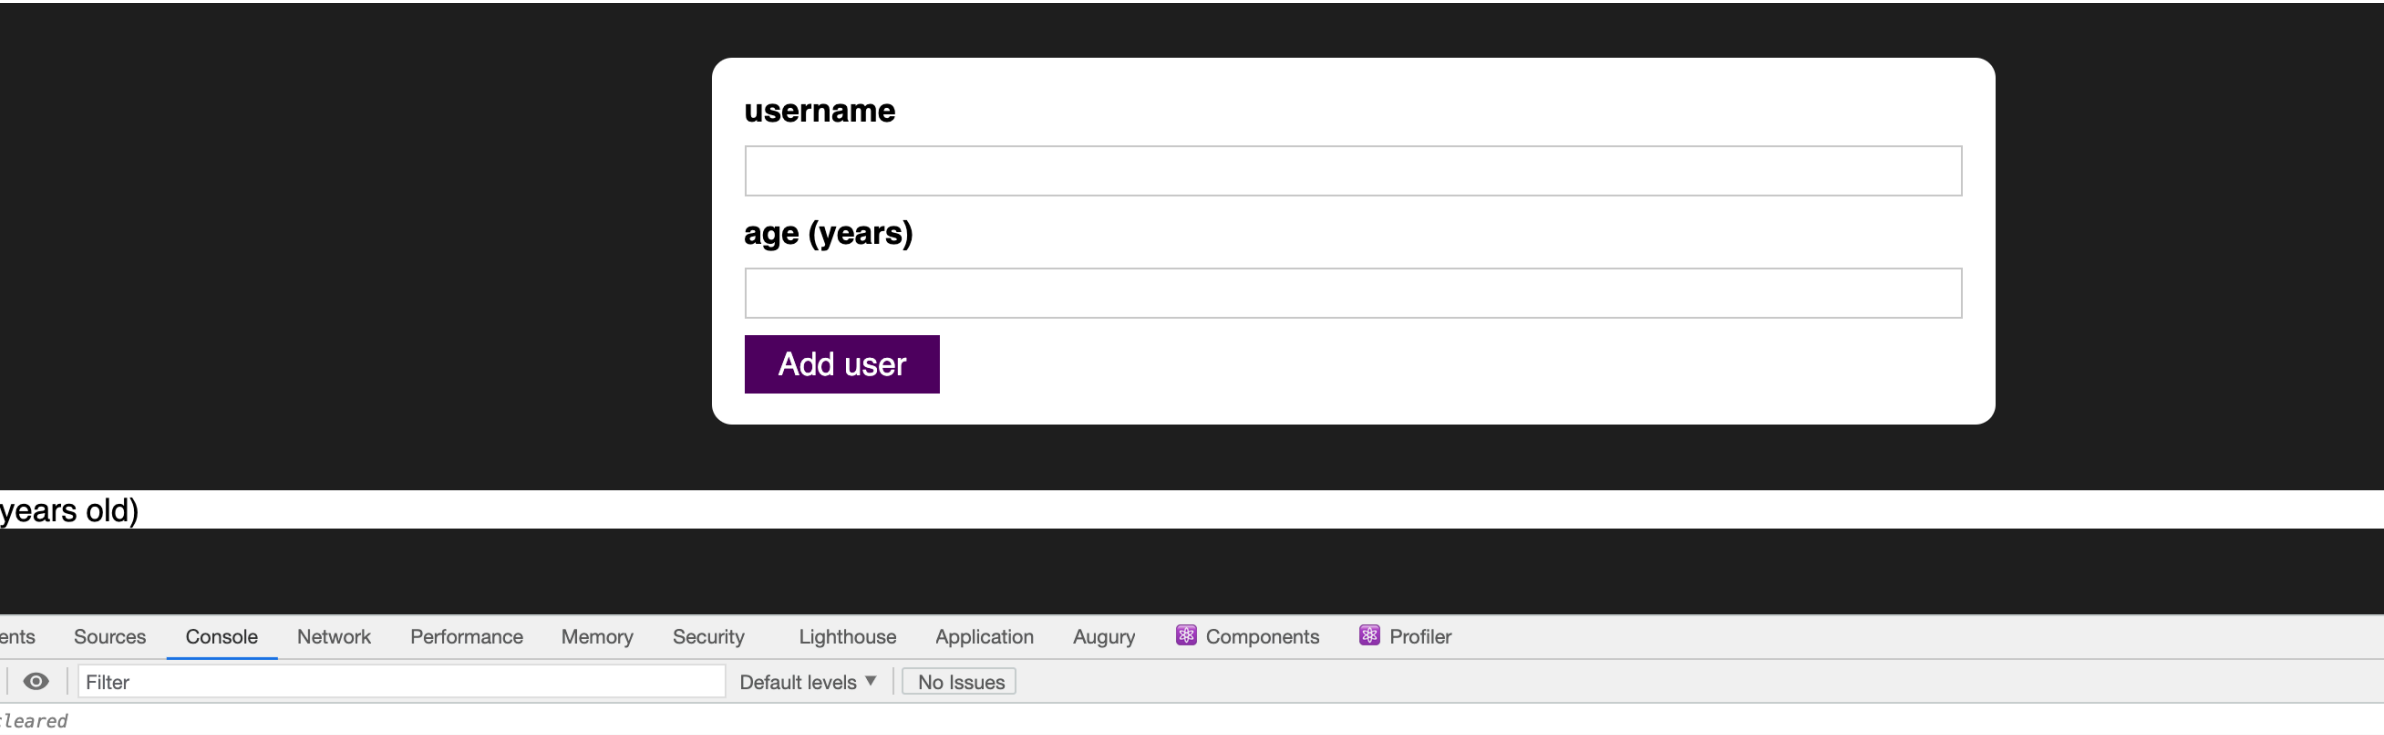 username
age (years)
Add user
years old)
ents Sources Console Network Performance Memory Security Lighthouse Application Augury Components Profiler
Filter Default levels ▼ No Issues
cleared